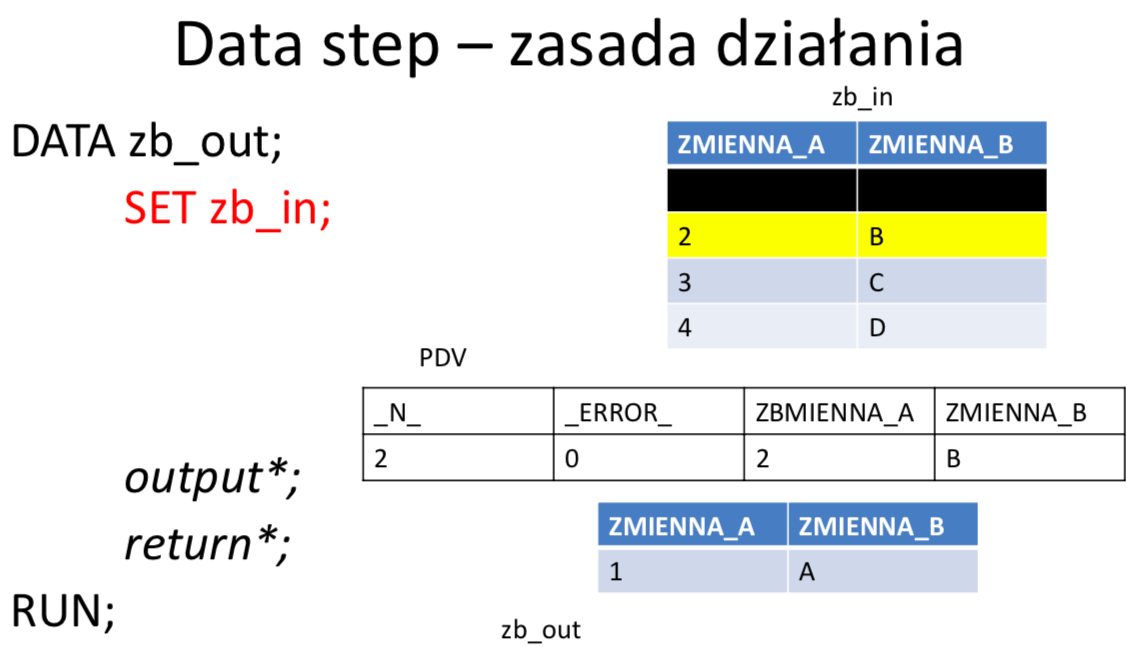 Data step – zasada działania
zb_in
DATA zb_out;
SET zb_in;
ZMIENNA_A ZMIENNA_B
2 B
3 C
4 D
PDV
_N_ _ERROR_ ZBMIENNA_A ZMIENNA_B
2 0 2 B
output*;
return*;
ZMIENNA_A ZMIENNA_B
1 A
RUN;
zb_out